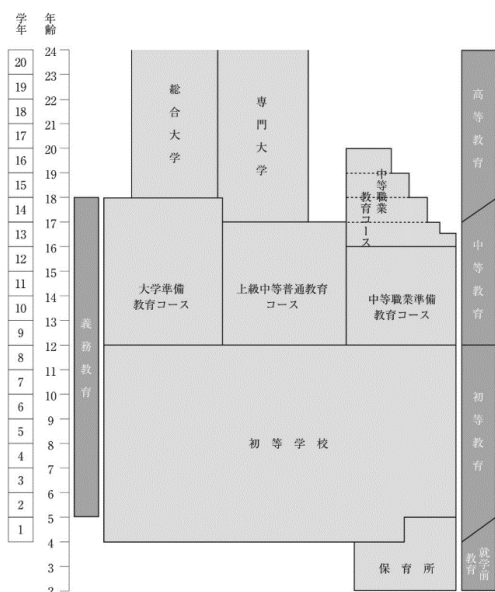 学年
年齢
20
19
18
17
16
15
14
13
12
11
10
9
8
7
6
5
4
3
2
1
24
23
22
21
20
19
18
17
16
15
14
13
12
11
10
9
8
7
6
5
4
3
2
義務教育
総合大学
専門大学
中等職業
教育コース
大学準備
教育コース
上級中等普通教育
コース
中等職業準備
教育コース
初等学校
保育所
高等教育
中等教育
初等教育
就学前
教育